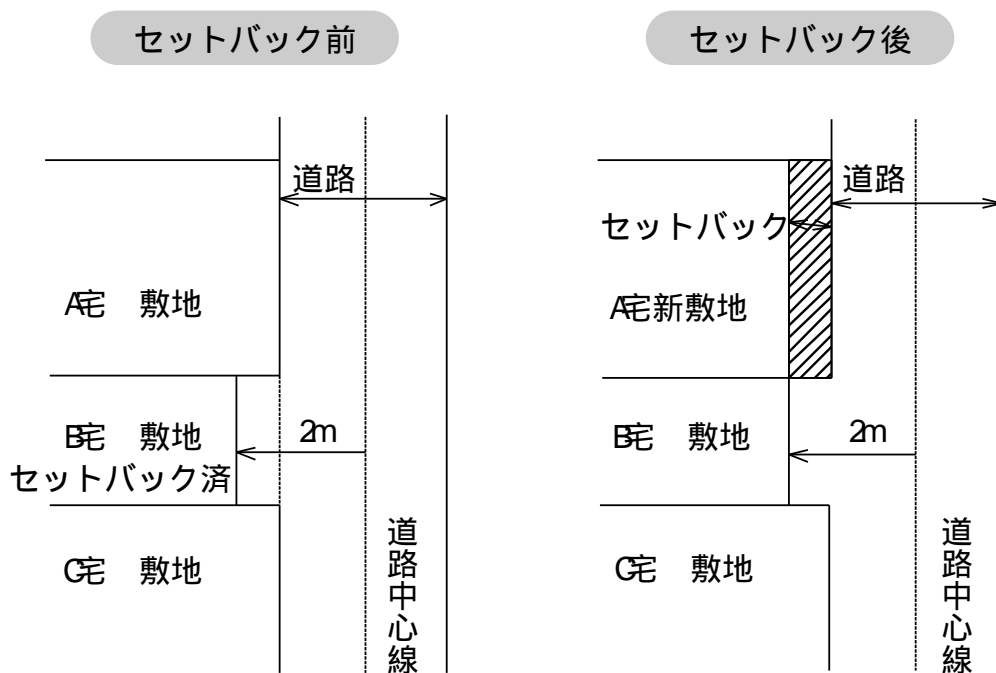 セットバック前
道路
A宅 敷地
B宅 敷地
セットバック済
2m
C宅 敷地
道路中心線
セットバック後
道路
セットバック
A宅新敷地
B宅 敷地
2m
C宅 敷地
道路中心線